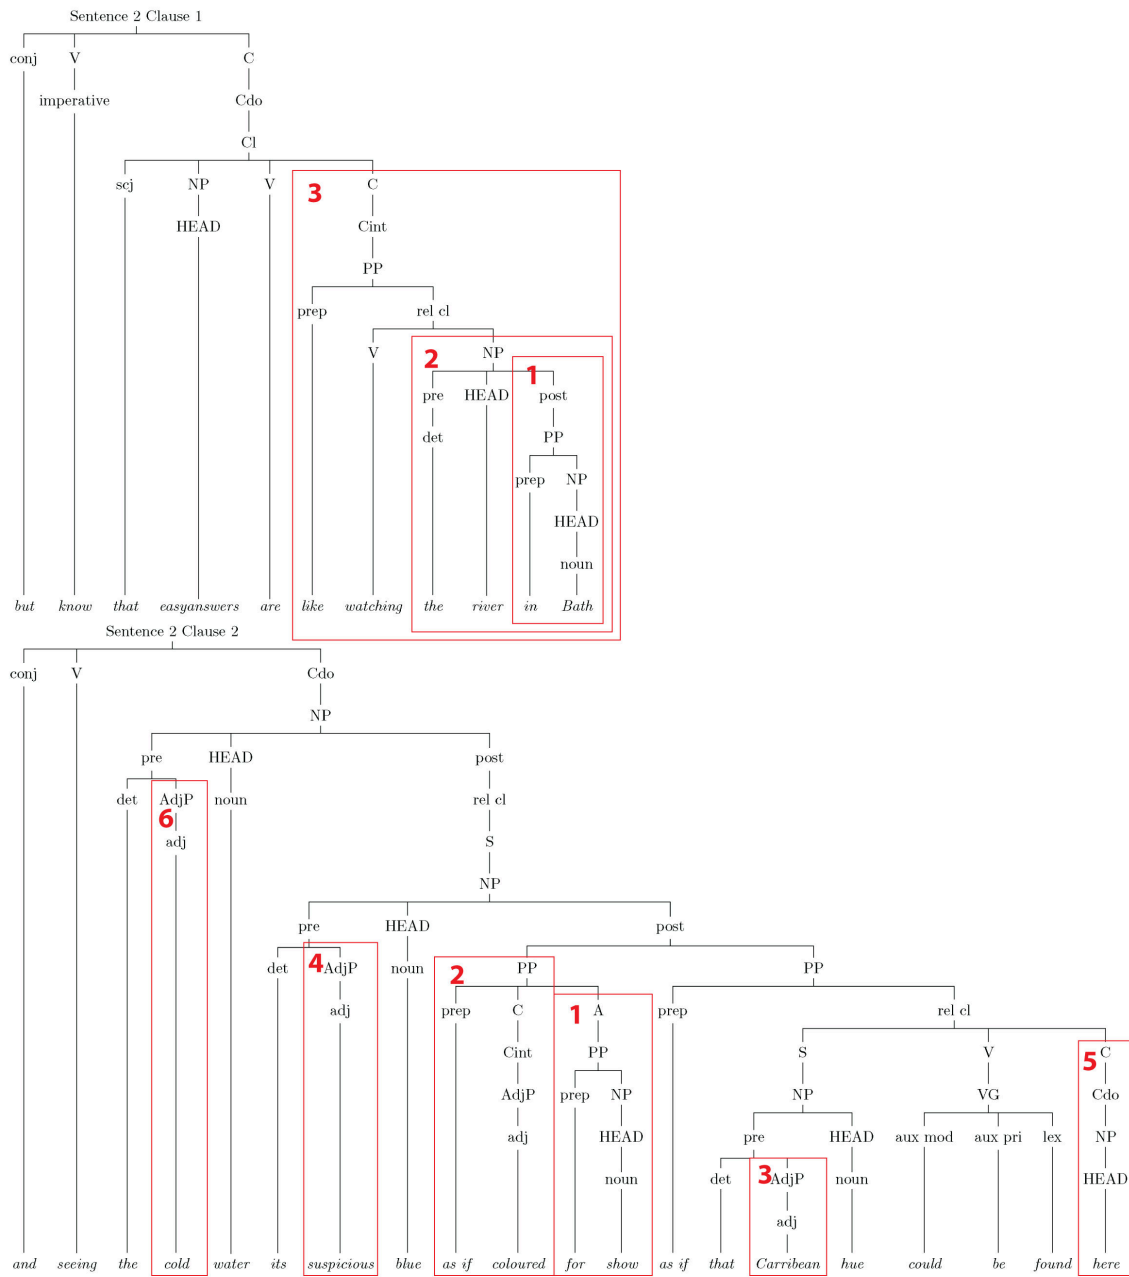 Sentence 2 Clause 1
conj V C
imperative Cdo
Cl
scj NP V 3 C
HEAD Cint
PP
prep rel cl
V 2 NP
1
pre HEAD post
det PP
prep NP
HEAD
noun
but know that easyanswers are like watching the river in Bath
Sentence 2 Clause 2
conj V Cdo
NP
pre HEAD post
det AdjP noun rel cl
6
adj S
NP
pre HEAD post
det 4 AdjP noun 2 PP PP
adj prep C 1 A prep rel cl
Cint PP S V 5 C
AdjP prep NP NP VG Cdo
adj HEAD pre HEAD aux mod aux pri lex NP
noun det 3 AdjP noun HEAD
adj
and seeing the cold water its suspicious blue as if coloured for show as if that Carribean hue could be found here